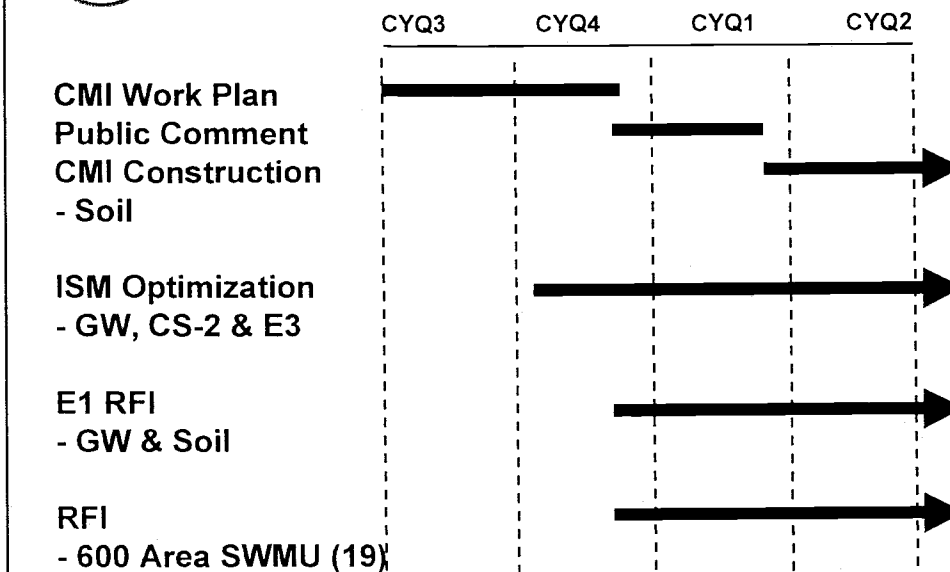 CYQ3 CYQ4 CYQ1 CYQ2
CMI Work Plan
Public Comment
CMI Construction
- Soil
ISM Optimization
- GW, CS-2 & E3
E1 RFI
- GW & Soil
RFI
- 600 Area SWMU (19)